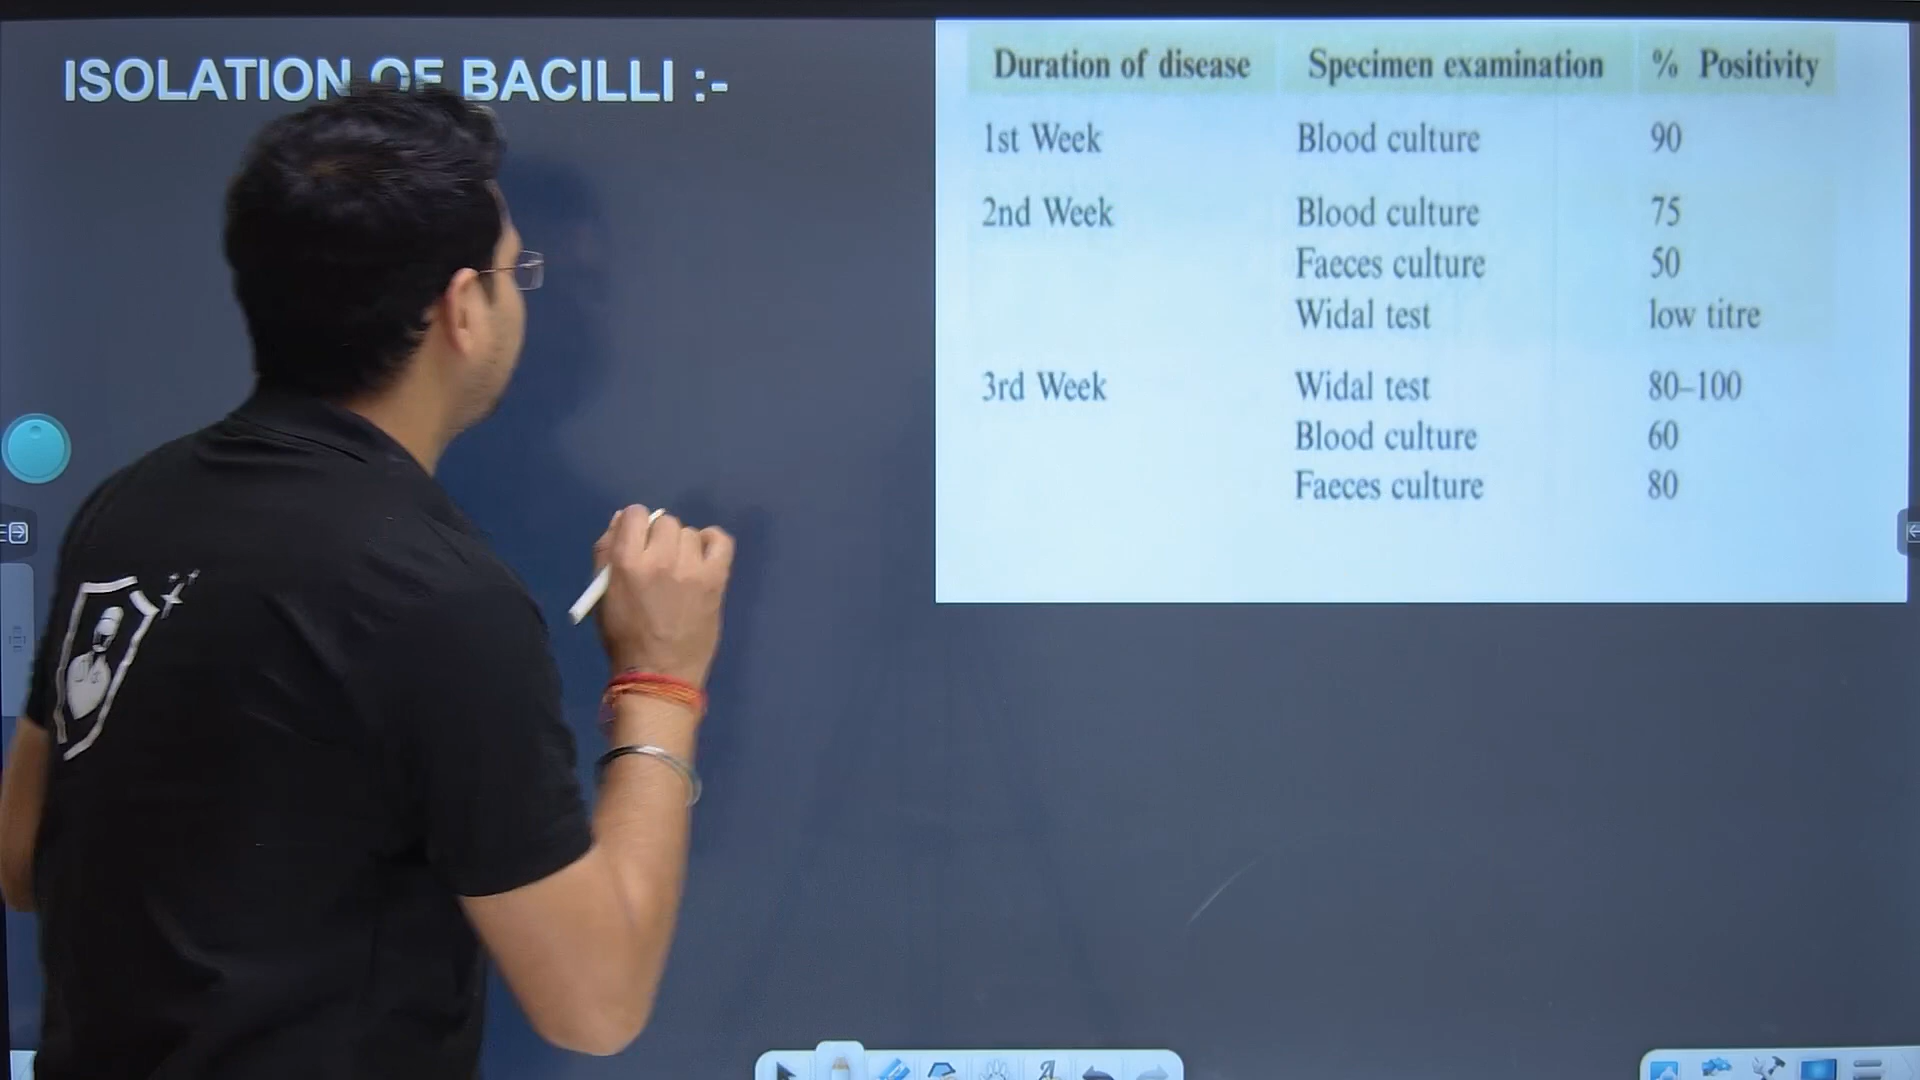 ISOLATION OF BACILLI :-
Duration of disease Specimen examination % Positivity
1st Week Blood culture 90
2nd Week Blood culture 75
Faeces culture 50
Widal test low titre
3rd Week Widal test 80–100
Blood culture 60
Faeces culture 80